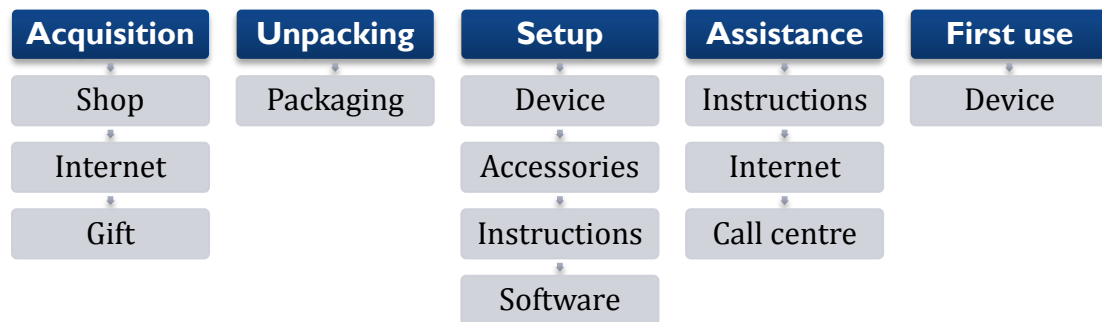 Acquisition
Shop
Internet
Gift
Unpacking
Packaging
Setup
Device
Accessories
Instructions
Software
Assistance
Instructions
Internet
Call centre
First use
Device